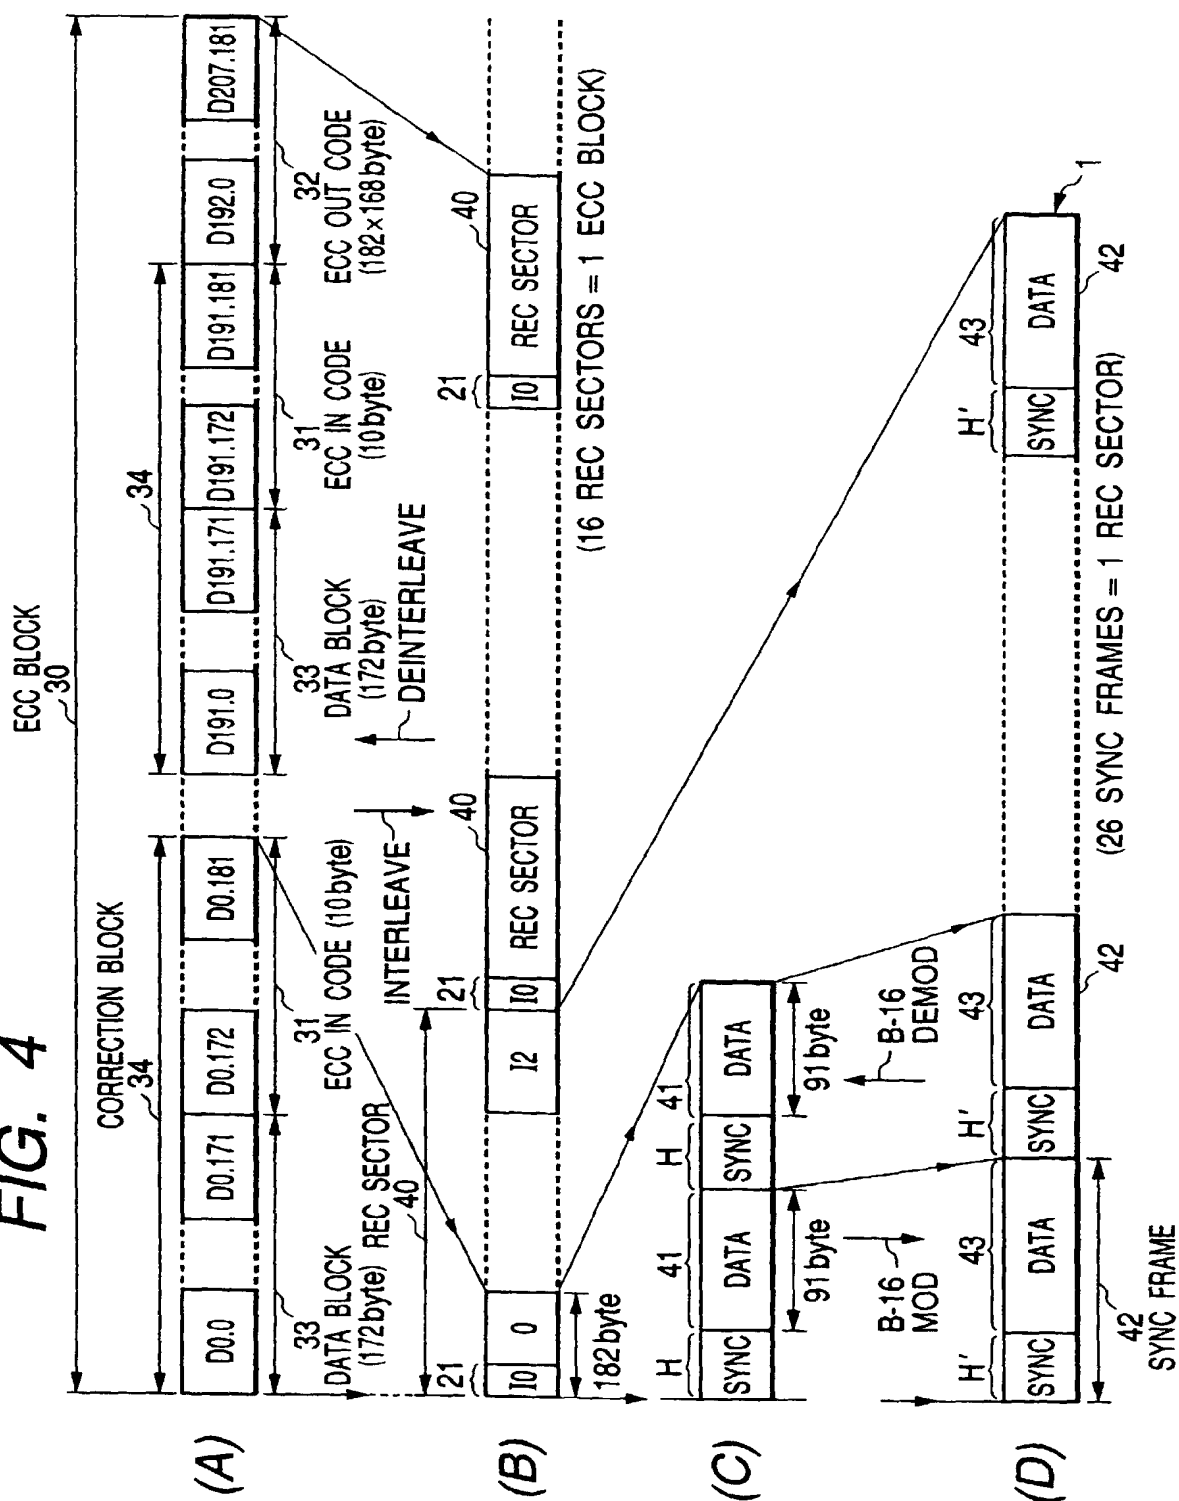 FIG. 4
ECC BLOCK
30
CORRECTION BLOCK
34
34
(A)
D0.0
D0.171
D0.172
D0.181
D191.0
D191.171
D191.172
D191.181
D192.0
D207.181
33
DATA BLOCK
(172byte)
31
ECC IN CODE (10byte)
33
DATA BLOCK
(172byte)
31
ECC IN CODE
(10byte)
32
ECC OUT CODE
(182×168byte)
INTERLEAVE
DEINTERLEAVE
REC SECTOR
40
(B)
21
I0
0
I2
21
I0
REC SECTOR
40
21
I0
REC SECTOR
40
182byte
(16 REC SECTORS = 1 ECC BLOCK)
(C)
H
SYNC
41
DATA
H
SYNC
41
DATA
91byte
91byte
8-16
MOD
8-16
DEMOD
(D)
H'
SYNC
43
DATA
H'
SYNC
43
DATA
42
H'
SYNC
43
DATA
42
1
42
SYNC FRAME
(26 SYNC FRAMES = 1 REC SECTOR)